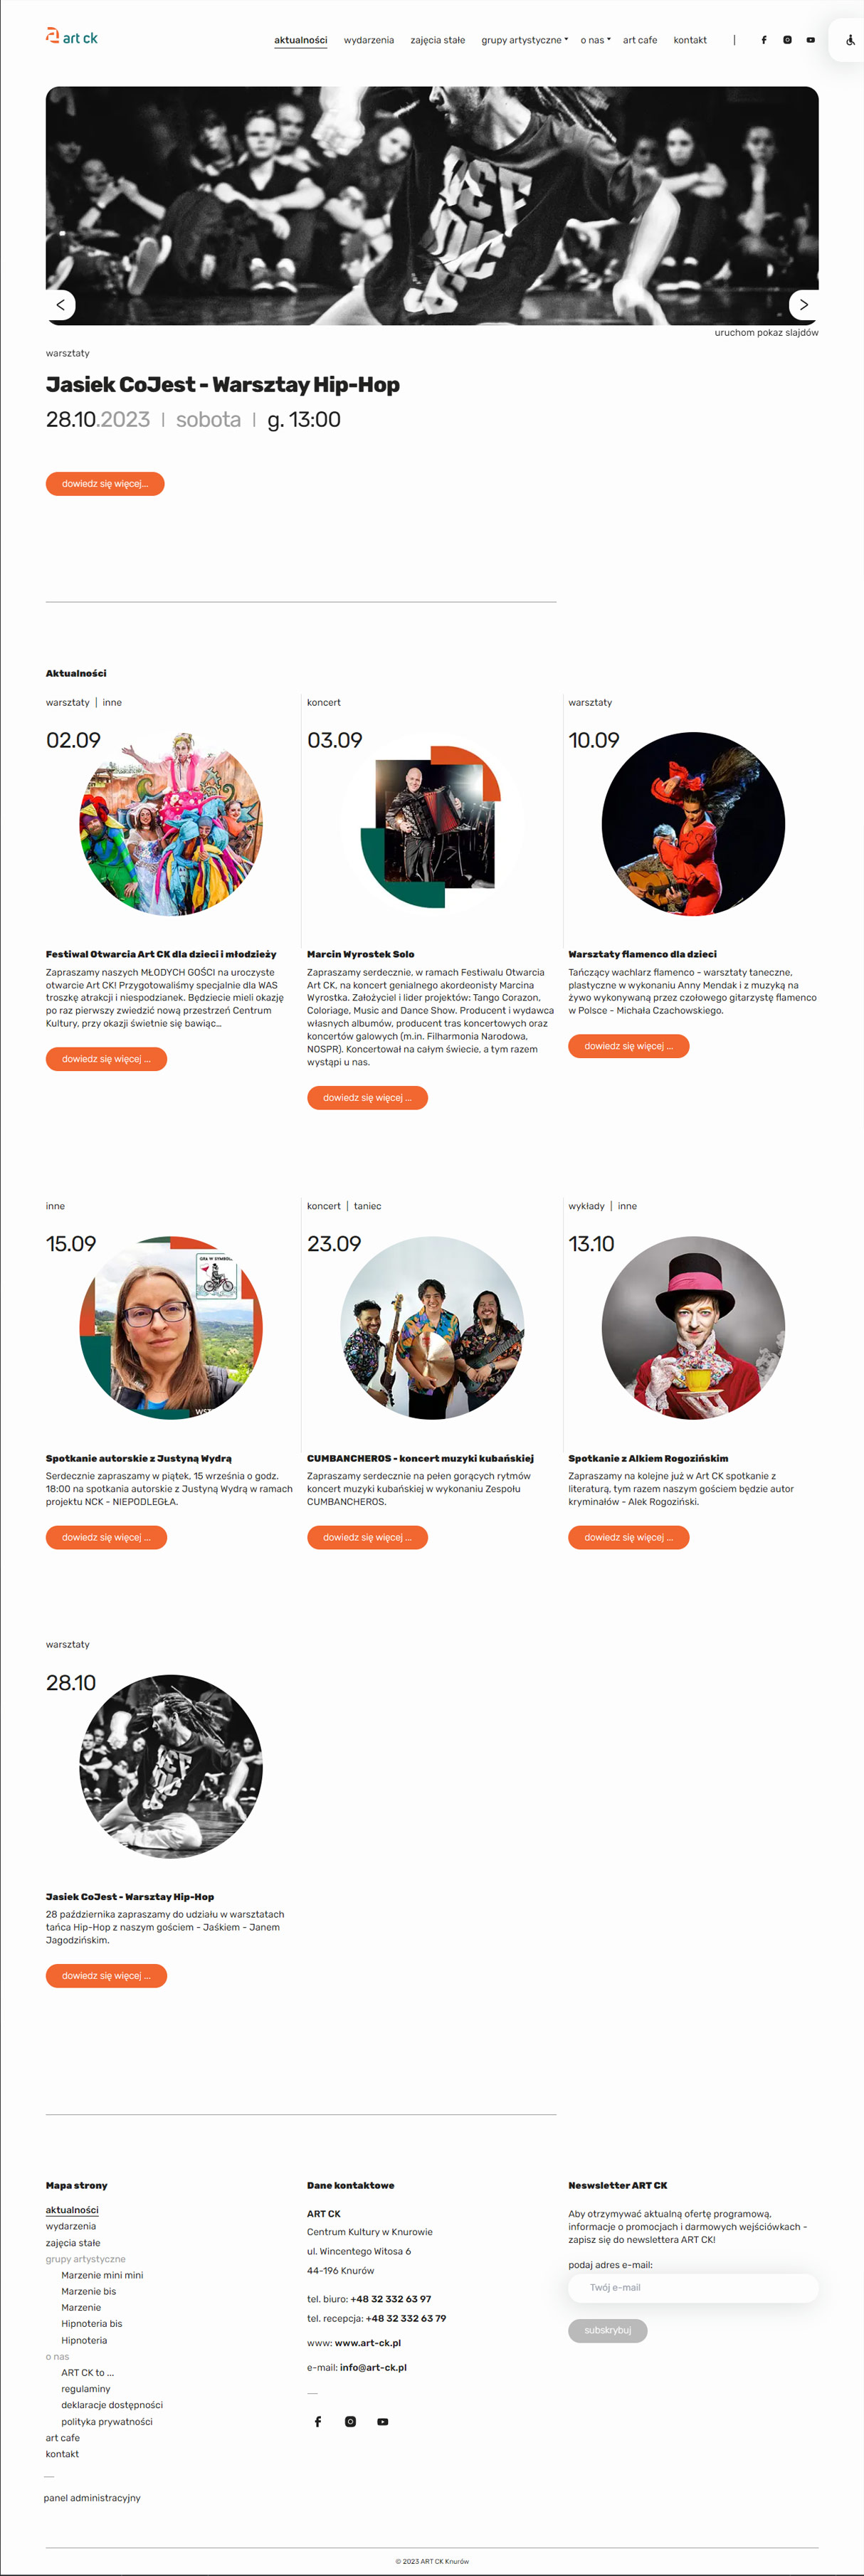 art ck
aktualności
wydarzenia
zajęcia stałe
grupy artystyczne
o nas
art cafe
kontakt
uruchom pokaz slajdów
warsztaty
Jasiek CoJest - Warsztay Hip-Hop
28.10.2023 | sobota | g. 13:00
dowiedz się więcej...
Aktualności
warsztaty | inne
02.09
Festiwal Otwarcia Art CK dla dzieci i młodzieży
Zapraszamy naszych MŁODYCH GOŚCI na uroczyste
otwarcie Art CK! Przygotowaliśmy specjalnie dla WAS
troszkę atrakcji i niespodzianek. Będziecie mieli okazję
po raz pierwszy zwiedzić nową przestrzeń Centrum
Kultury, przy okazji świetnie się bawiąc...
dowiedz się więcej ...
koncert
03.09
Marcin Wyrostek Solo
Zapraszamy serdecznie, w ramach Festiwalu Otwarcia
Art CK, na koncert genialnego akordeonisty Marcina
Wyrostka. Założyciel i lider projektów: Tango Corazon,
Coloriage, Music and Dance Show. Producent i wydawca
własnych albumów, producent tras koncertowych oraz
koncertów galowych (m.in. Filharmonia Narodowa,
NOSPR). Koncertował na całym świecie, a tym razem
wystąpi u nas.
dowiedz się więcej ...
warsztaty
10.09
Warsztaty flamenco dla dzieci
Tańczący wachlarz flamenco - warsztaty taneczne,
plastyczne w wykonaniu Anny Mendak i z muzyką na
żywo wykonywaną przez czołowego gitarzystę flamenco
w Polsce - Michała Czachowskiego.
dowiedz się więcej ...
inne
15.09
GRA W SYMBOL
WST
Spotkanie autorskie z Justyną Wydrą
Serdecznie zapraszamy w piątek, 15 września o godz.
18:00 na spotkania autorskie z Justyną Wydrą w ramach
projektu NCK - NIEPODLEGŁA.
dowiedz się więcej ...
koncert | taniec
23.09
CUMBANCHEROS - koncert muzyki kubańskiej
Zapraszamy serdecznie na pełen gorących rytmów
koncert muzyki kubańskiej w wykonaniu Zespołu
CUMBANCHEROS.
dowiedz się więcej ...
wykłady | inne
13.10
Spotkanie z Alkiem Rogozińskim
Zapraszamy na kolejne już w Art CK spotkanie z
literaturą, tym razem naszym gościem będzie autor
kryminałów - Alek Rogoziński.
dowiedz się więcej ...
warsztaty
28.10
Jasiek CoJest - Warsztay Hip-Hop
28 października zapraszamy do udziału w warsztatach
tańca Hip-Hop z naszym gościem - Jaśkiem - Janem
Jagodzińskim.
dowiedz się więcej ...
Mapa strony
aktualności
wydarzenia
zajęcia stałe
grupy artystyczne
Marzenie mini mini
Marzenie bis
Marzenie
Hipnoteria bis
Hipnoteria
o nas
ART CK to ...
regulaminy
deklaracje dostępności
polityka prywatności
art cafe
kontakt
panel administracyjny
Dane kontaktowe
ART CK
Centrum Kultury w Knurowie
ul. Wincentego Witosa 6
44-196 Knurów
tel. biuro: +48 32 332 63 97
tel. recepcja: +48 32 332 63 79
www: www.art-ck.pl
e-mail: info@art-ck.pl
Neswsletter ART CK
Aby otrzymywać aktualną ofertę programową,
informacje o promocjach i darmowych wejściówkach -
zapisz się do newslettera ART CK!
podaj adres e-mail:
Twój e-mail
subskrybuj
© 2023 ART CK Knurów